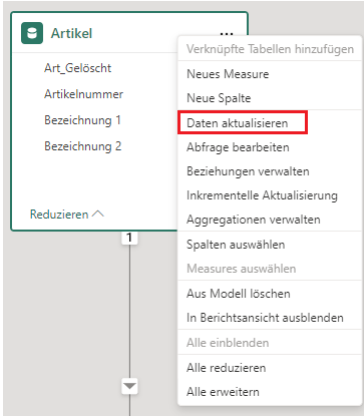 Artikel
...
Art_Gelöscht
Artikelnummer
Bezeichnung 1
Bezeichnung 2
Reduzieren
1
Verknüpfte Tabellen hinzufügen
Neues Measure
Neue Spalte
Daten aktualisieren
Abfrage bearbeiten
Beziehungen verwalten
Inkrementelle Aktualisierung
Aggregationen verwalten
Spalten auswählen
Measures auswählen
Aus Modell löschen
In Berichtsansicht ausblenden
Alle einblenden
Alle reduzieren
Alle erweitern